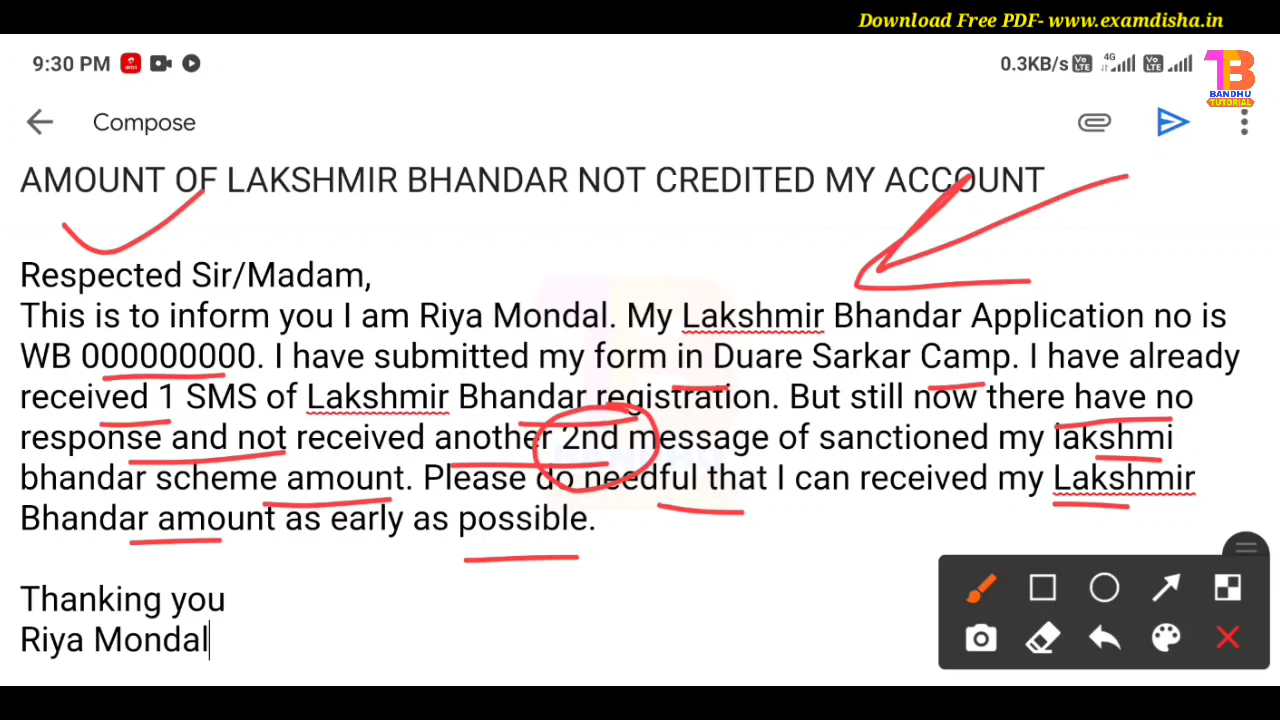 Download Free PDF- www.examdisha.in
9:30 PM
0.3KB/s Vo LTE 4G Vo LTE
BANDHU
TUTORIAL
Compose
AMOUNT OF LAKSHMIR BHANDAR NOT CREDITED MY ACCOUNT
Respected Sir/Madam,
This is to inform you I am Riya Mondal. My Lakshmir Bhandar Application no is
WB 000000000. I have submitted my form in Duare Sarkar Camp. I have already
received 1 SMS of Lakshmir Bhandar registration. But still now there have no
response and not received another 2nd message of sanctioned my lakshmi
bhandar scheme amount. Please do needful that I can received my Lakshmir
Bhandar amount as early as possible.
Thanking you
Riya Mondal